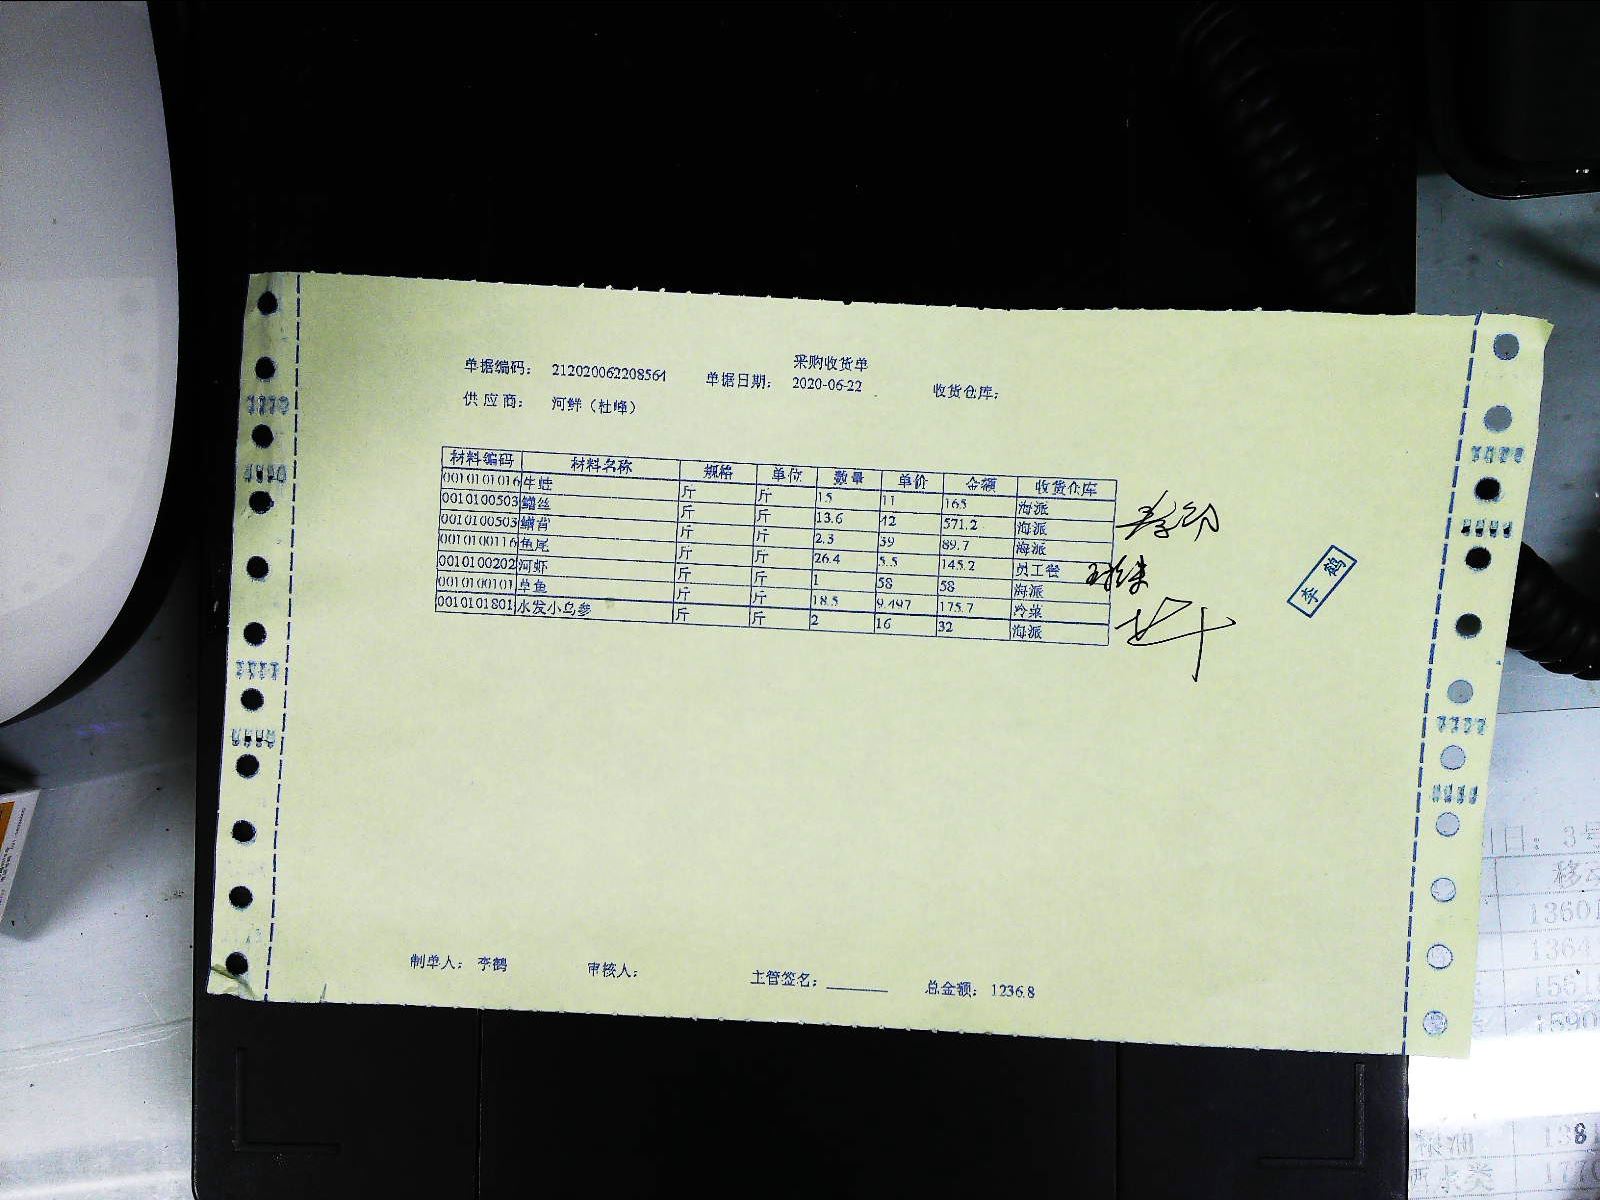 采购收货单
单据编码： 212020062208564 单据日期： 2020-06-22 收货仓库：
供应商： 河鲜（杜峰）
材料编码 材料名称 规格 单位 数量 单价 金额 收货仓库
0010101016 牛蛙 斤 斤 15 11 165 海派
0010100503 鳝丝 斤 斤 13.6 42 571.2 海派
0010100503 鳝背 斤 斤 2.3 39 89.7 海派
0010100116 鱼尾 斤 斤 26.4 5.5 145.2 员工餐
0010100202 河虾 斤 斤 1 58 58 海派
0010100101 草鱼 斤 斤 18.5 9.497 175.7 冷菜
0010101801 水发小乌参 斤 斤 2 16 32 海派
李鹤
制单人： 李鹤 审核人： 主管签名： 总金额： 1236.8